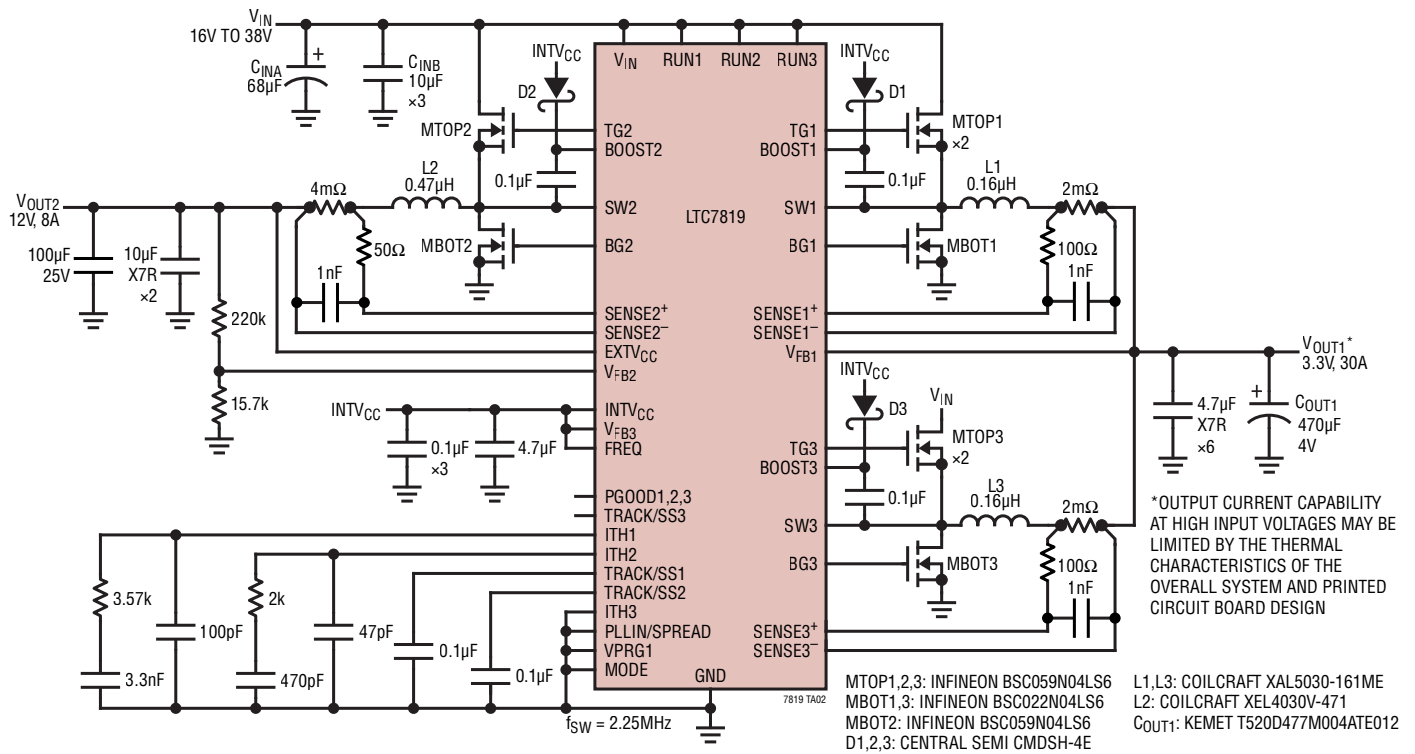 VIN
16V TO 38V
CINA
68µF
+
CINB
10µF
×3
D2
INTVCC
MTOP2
0.1µF
L2
0.47µH
4mΩ
VOUT2
12V, 8A
100µF
25V
10µF
X7R
×2
50Ω
1nF
MBOT2
220k
15.7k
INTVCC
0.1µF
×3
4.7µF
3.57k
3.3nF
100pF
2k
470pF
47pF
0.1µF
0.1µF
fSW = 2.25MHz
VIN
RUN1
RUN2
RUN3
LTC7819
TG2
BOOST2
SW2
BG2
SENSE2+
SENSE2–
EXTVCC
VFB2
INTVCC
VFB3
FREQ
PGOOD1,2,3
TRACK/SS3
ITH1
ITH2
TRACK/SS1
TRACK/SS2
ITH3
PLLIN/SPREAD
VPRG1
MODE
GND
TG1
BOOST1
SW1
BG1
SENSE1+
SENSE1–
VFB1
TG3
BOOST3
SW3
BG3
SENSE3+
SENSE3–
7819 TA02
INTVCC
D1
MTOP1
×2
0.1µF
L1
0.16µH
2mΩ
MBOT1
100Ω
1nF
VOUT1*
3.3V, 30A
4.7µF
X7R
×6
+
COUT1
470µF
4V
INTVCC
D3
VIN
MTOP3
×2
0.1µF
L3
0.16µH
2mΩ
MBOT3
100Ω
1nF
*OUTPUT CURRENT CAPABILITY
AT HIGH INPUT VOLTAGES MAY BE
LIMITED BY THE THERMAL
CHARACTERISTICS OF THE
OVERALL SYSTEM AND PRINTED
CIRCUIT BOARD DESIGN
MTOP1,2,3: INFINEON BSC059N04LS6
MBOT1,3: INFINEON BSC022N04LS6
MBOT2: INFINEON BSC059N04LS6
D1,2,3: CENTRAL SEMI CMDSH-4E
L1,L3: COILCRAFT XAL5030-161ME
L2: COILCRAFT XEL4030V-471
COUT1: KEMET T520D477M004ATE012